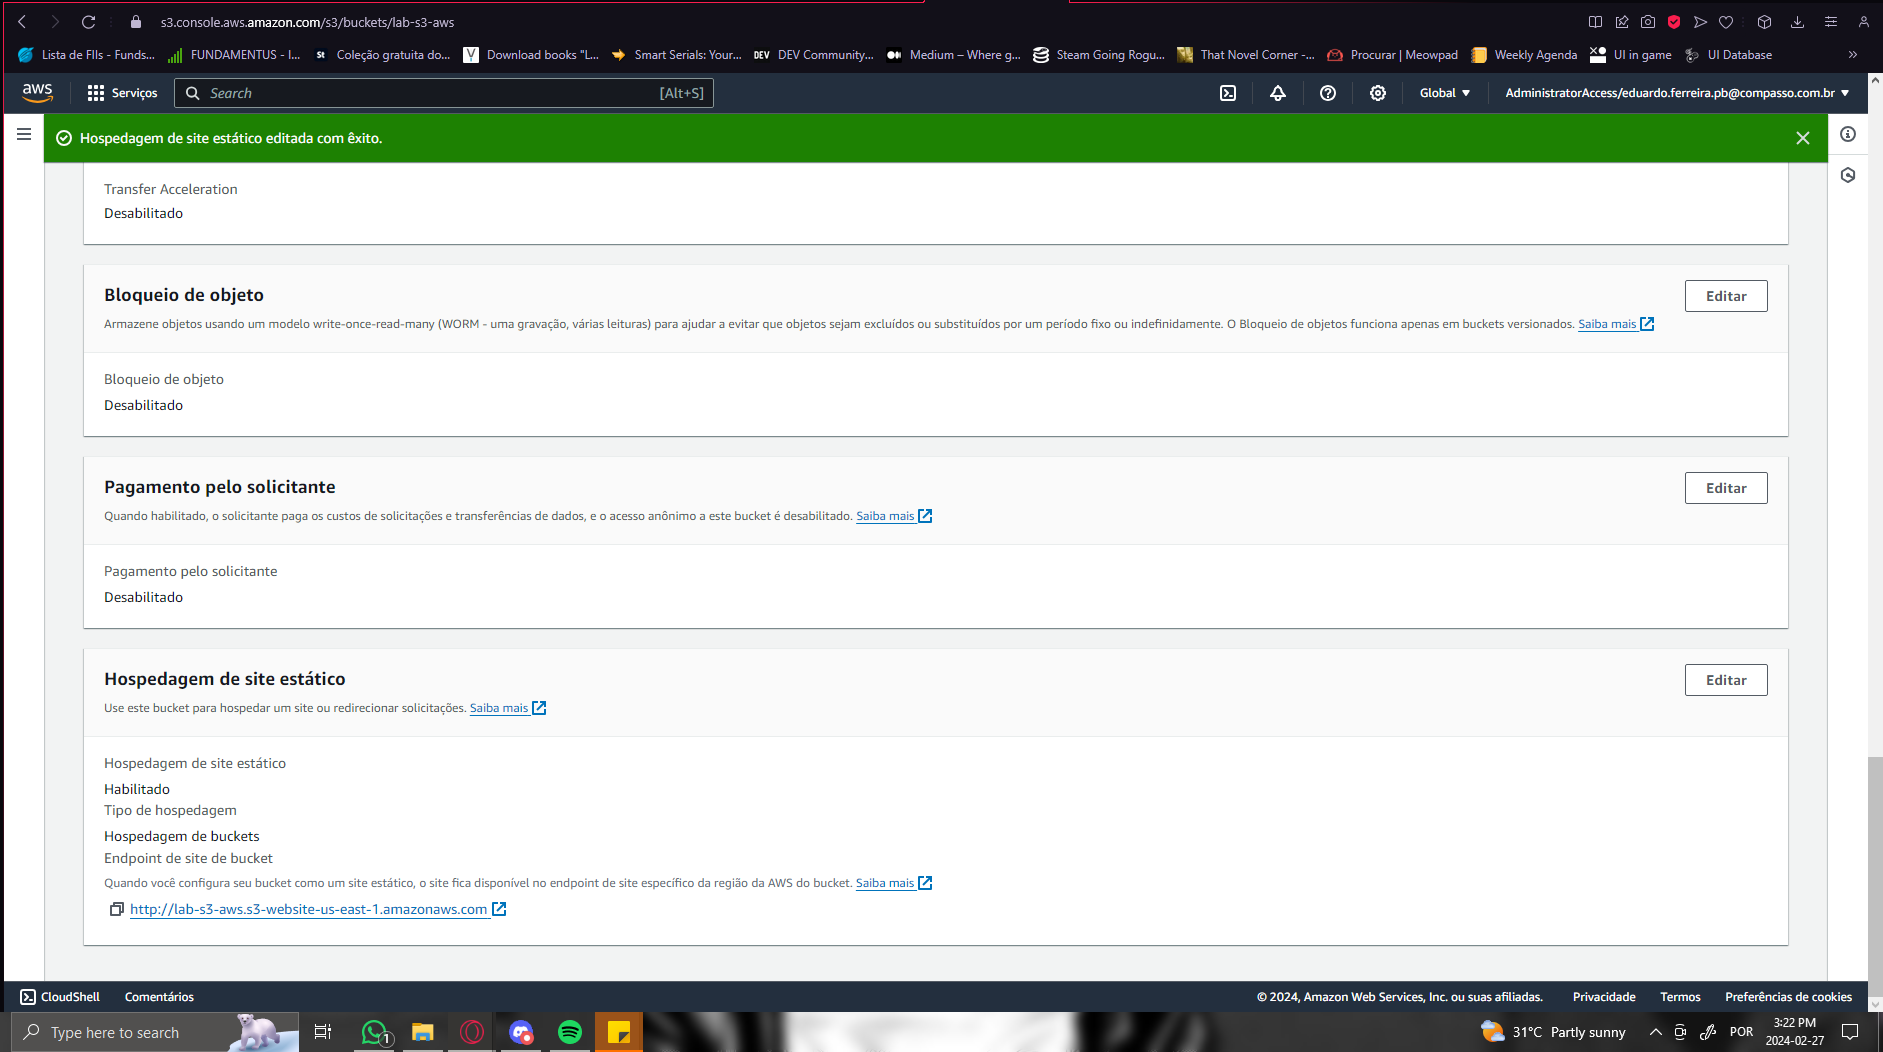 s3.console.aws.amazon.com/s3/buckets/lab-s3-aws
Lista de FIIs - Funds... FUNDAMENTUS - I... St Coleção gratuita do... Download books "L... Smart Serials: Your... DEV DEV Community... Medium – Where g... Steam Going Rogu... That Novel Corner -... Procurar | Meowpad Weekly Agenda UI in game UI Database »
aws Serviços Search [Alt+S] Global AdministratorAccess/eduardo.ferreira.pb@compasso.com.br
Hospedagem de site estático editada com êxito.
Transfer Acceleration
Desabilitado
Bloqueio de objeto
Editar
Armazene objetos usando um modelo write-once-read-many (WORM - uma gravação, várias leituras) para ajudar a evitar que objetos sejam excluídos ou substituídos por um período fixo ou indefinidamente. O Bloqueio de objetos funciona apenas em buckets versionados. Saiba mais
Bloqueio de objeto
Desabilitado
Pagamento pelo solicitante
Editar
Quando habilitado, o solicitante paga os custos de solicitações e transferências de dados, e o acesso anônimo a este bucket é desabilitado. Saiba mais
Pagamento pelo solicitante
Desabilitado
Hospedagem de site estático
Editar
Use este bucket para hospedar um site ou redirecionar solicitações. Saiba mais
Hospedagem de site estático
Habilitado
Tipo de hospedagem
Hospedagem de buckets
Endpoint de site de bucket
Quando você configura seu bucket como um site estático, o site fica disponível no endpoint de site específico da região da AWS do bucket. Saiba mais
http://lab-s3-aws.s3-website-us-east-1.amazonaws.com
CloudShell Comentários © 2024, Amazon Web Services, Inc. ou suas afiliadas. Privacidade Termos Preferências de cookies
Type here to search 1 31°C Partly sunny POR 3:22 PM
2024-02-27